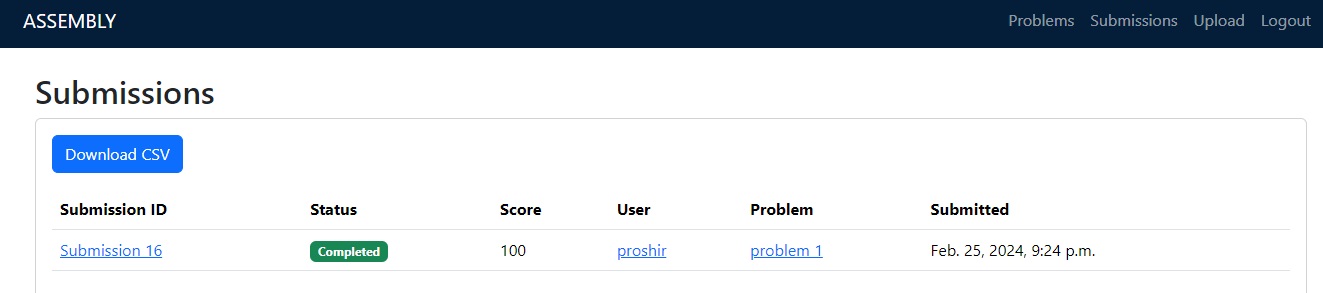 ASSEMBLY Problems Submissions Upload Logout
Submissions
Download CSV
Submission ID Status Score User Problem Submitted
Submission 16 Completed 100 proshir problem 1 Feb. 25, 2024, 9:24 p.m.